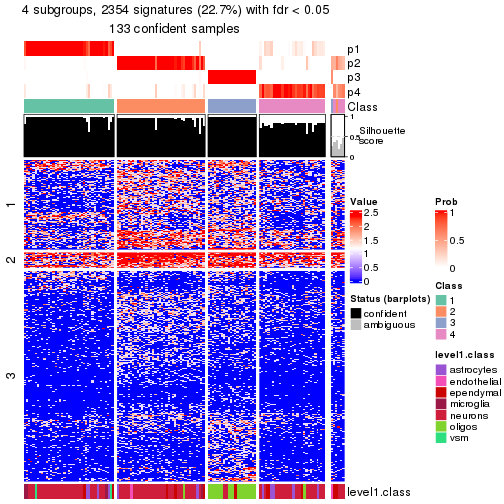 4 subgroups, 2354 signatures (22.7%) with fdr < 0.05
133 confident samples
p1
p2
p3
p4
Class
1
0.5
0
Silhouette
score
1
2
3
level1.class
Value
2.5
2
1.5
1
0.5
0
Status (barplots)
confident
ambiguous
Prob
1
0.5
0
Class
1
2
3
4
level1.class
astrocytes
endothelial
ependymal
microglia
neurons
oligos
vsm